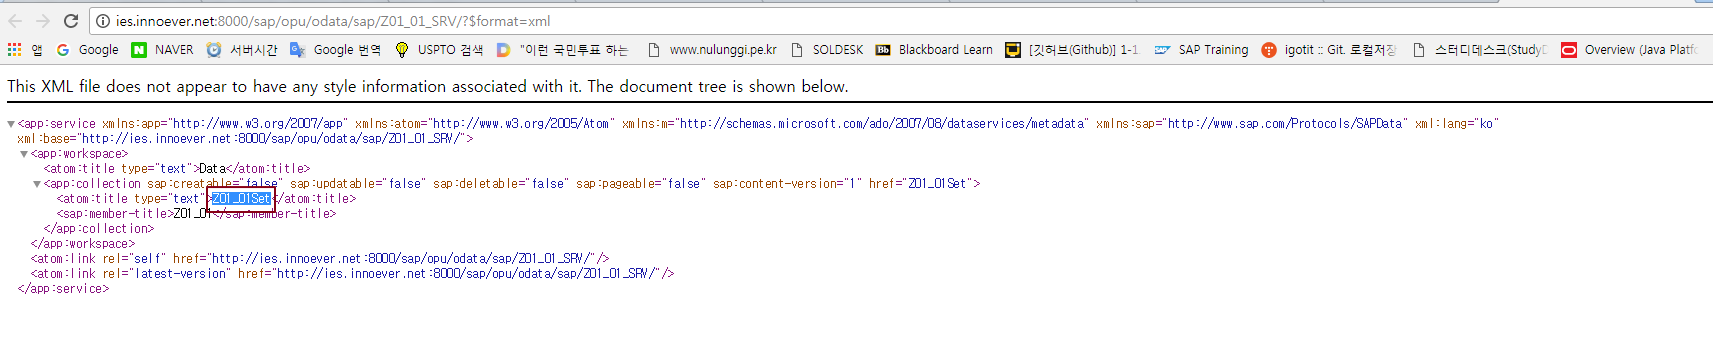 ies.innoever.net:8000/sap/opu/odata/sap/Z01_01_SRV/?$format=xml
앱 Google NAVER 서버시간 Google 번역 USPTO 검색 "이런 국민투표 하는 www.nulunggi.pe.kr SOLDESK Blackboard Learn [깃허브(Github)] 1-1 SAP Training igotit :: Git. 로컬저장 스터디데스크(StudyD Overview (Java Platf
This XML file does not appear to have any style information associated with it. The document tree is shown below.
<app:service xmlns:app="http://www.w3.org/2007/app" xmlns:atom="http://www.w3.org/2005/Atom" xmlns:m="http://schemas.microsoft.com/ado/2007/08/dataservices/metadata" xmlns:sap="http://www.sap.com/Protocols/SAPData" xml:lang="ko"
xml:base="http://ies.innoever.net:8000/sap/opu/odata/sap/Z01_01_SRV/">
<app:workspace>
<atom:title type="text">Data</atom:title>
<app:collection sap:creatable="false" sap:updatable="false" sap:deletable="false" sap:pageable="false" sap:content-version="1" href="Z01_01Set">
<atom:title type="text">Z01_01Set</atom:title>
<sap:member-title>Z01_01</sap:member-title>
</app:collection>
</app:workspace>
<atom:link rel="self" href="http://ies.innoever.net:8000/sap/opu/odata/sap/Z01_01_SRV/"/>
<atom:link rel="latest-version" href="http://ies.innoever.net:8000/sap/opu/odata/sap/Z01_01_SRV/"/>
</app:service>